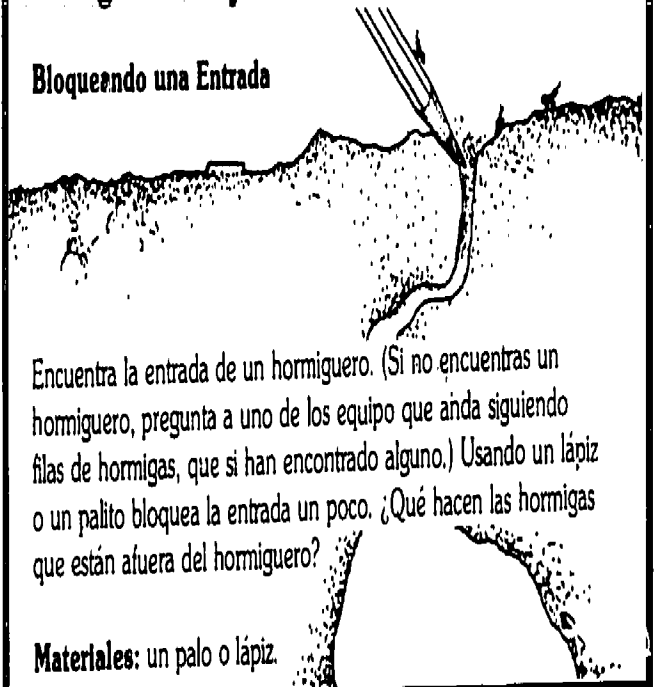 Bloqueando una Entrada
Encuentra la entrada de un hormiguero. (Si no encuentras un
hormiguero, pregunta a uno de los equipo que anda siguiendo
filas de hormigas, que si han encontrado alguno.) Usando un lápiz
o un palito bloquea la entrada un poco. ¿Qué hacen las hormigas
que están afuera del hormiguero?
Materiales: un palo o lápiz.